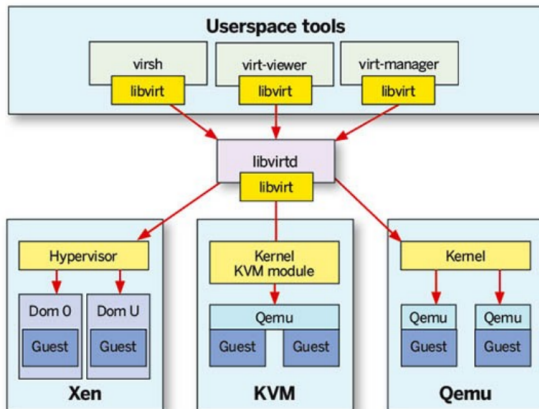 Userspace tools
virsh virt-viewer virt-manager
libvirt libvirt libvirt
libvirtd
libvirt
Hypervisor
Dom 0 Dom U
Guest Guest
Xen
Kernel
KVM module
Qemu
Guest Guest
KVM
Kernel
Qemu Qemu
Guest Guest
Qemu